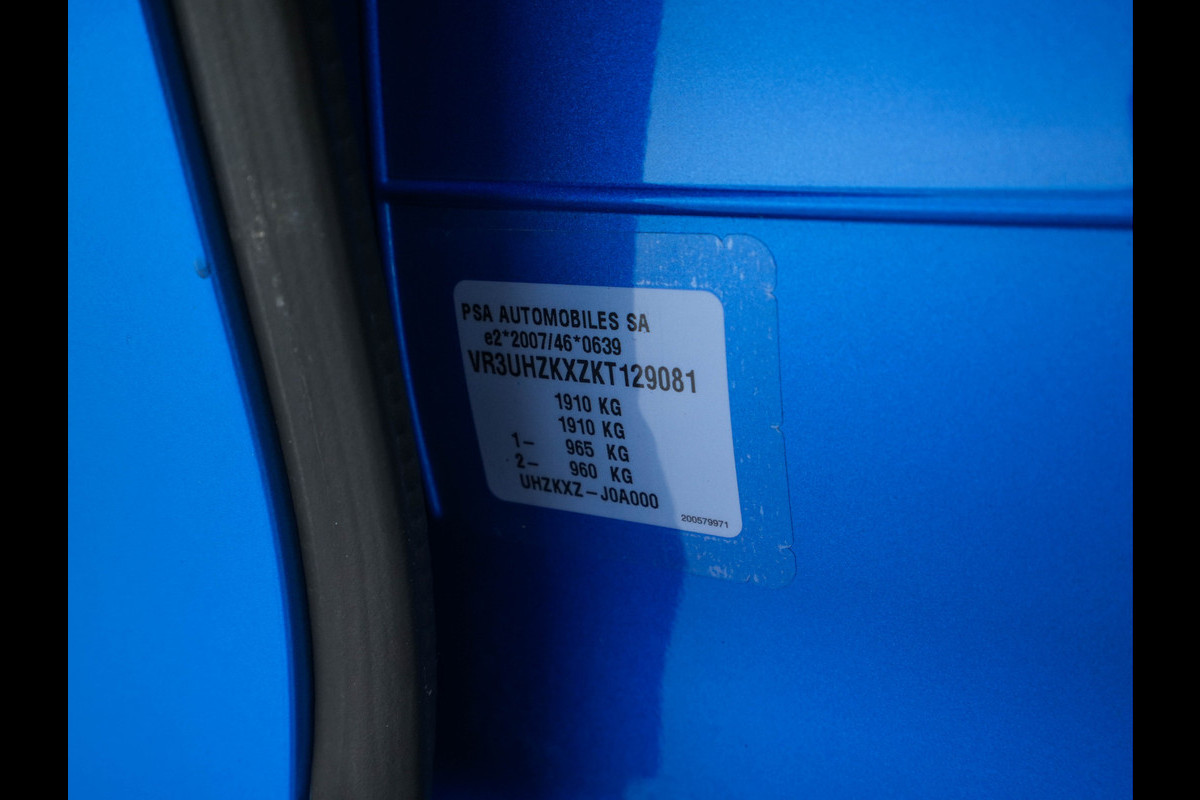 PSA AUTOMOBILES SA
e2*2007/46*0639
VR3UHZKXZKT129081
1910 KG
1910 KG
1– 965 KG
2– 960 KG
UHZKXZ–J0A000
200579971